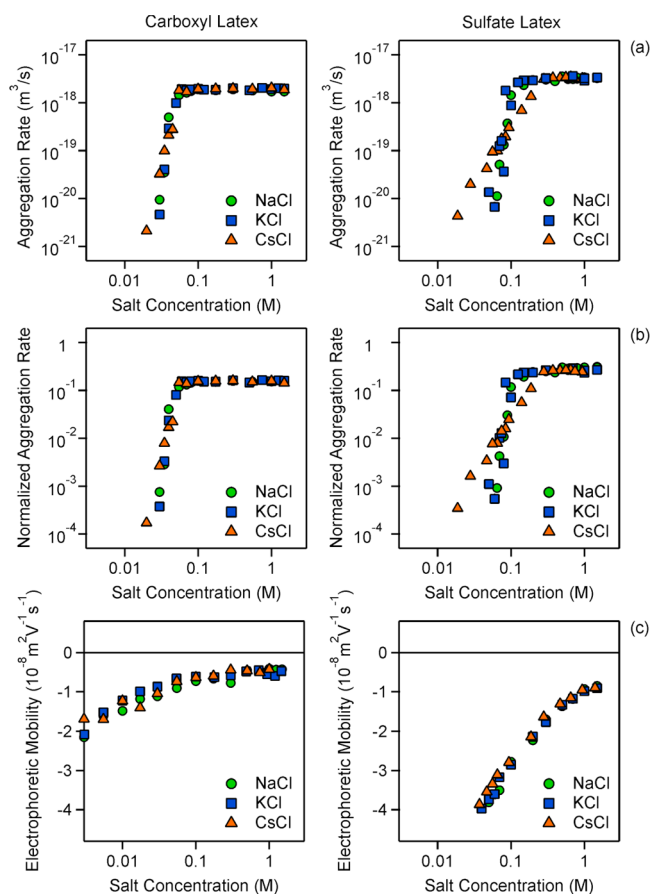 Carboxyl Latex
Sulfate Latex
(a)
Aggregation Rate (m³/s)
10⁻¹⁷
10⁻¹⁸
10⁻¹⁹
10⁻²⁰
10⁻²¹
NaCl
KCl
CsCl
0.01
0.1
1
Salt Concentration (M)
Aggregation Rate (m³/s)
10⁻¹⁷
10⁻¹⁸
10⁻¹⁹
10⁻²⁰
10⁻²¹
NaCl
KCl
CsCl
0.01
0.1
1
Salt Concentration (M)
(b)
Normalized Aggregation Rate
1
10⁻¹
10⁻²
10⁻³
10⁻⁴
NaCl
KCl
CsCl
0.01
0.1
1
Salt Concentration (M)
Normalized Aggregation Rate
1
10⁻¹
10⁻²
10⁻³
10⁻⁴
NaCl
KCl
CsCl
0.01
0.1
1
Salt Concentration (M)
(c)
Electrophoretic Mobility (10⁻⁸m²V⁻¹s⁻¹)
0
-1
-2
-3
-4
NaCl
KCl
CsCl
0.01
0.1
1
Salt Concentration (M)
Electrophoretic Mobility (10⁻⁸m²V⁻¹s⁻¹)
0
-1
-2
-3
-4
NaCl
KCl
CsCl
0.01
0.1
1
Salt Concentration (M)